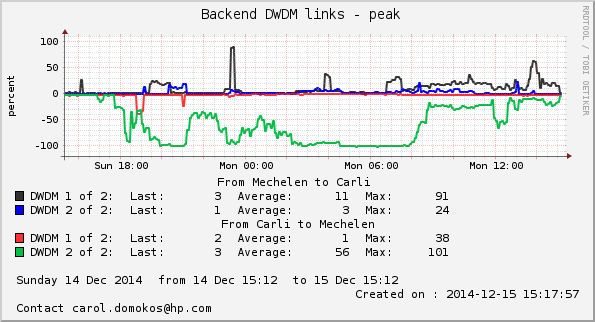 Backend DWDM links - peak
RRDTOOL / TOBI OETIKER
percent
100
50
0
-50
-100
Sun 18:00 Mon 00:00 Mon 06:00 Mon 12:00
From Mechelen to Carli
DWDM 1 of 2: Last: 3 Average: 11 Max: 91
DWDM 2 of 2: Last: 1 Average: 3 Max: 24
From Carli to Mechelen
DWDM 1 of 2: Last: 2 Average: 1 Max: 38
DWDM 2 of 2: Last: 3 Average: 56 Max: 101
Sunday 14 Dec 2014 from 14 Dec 15:12 to 15 Dec 15:12
Created on : 2014-12-15 15:17:57
Contact carol.domokos@hp.com